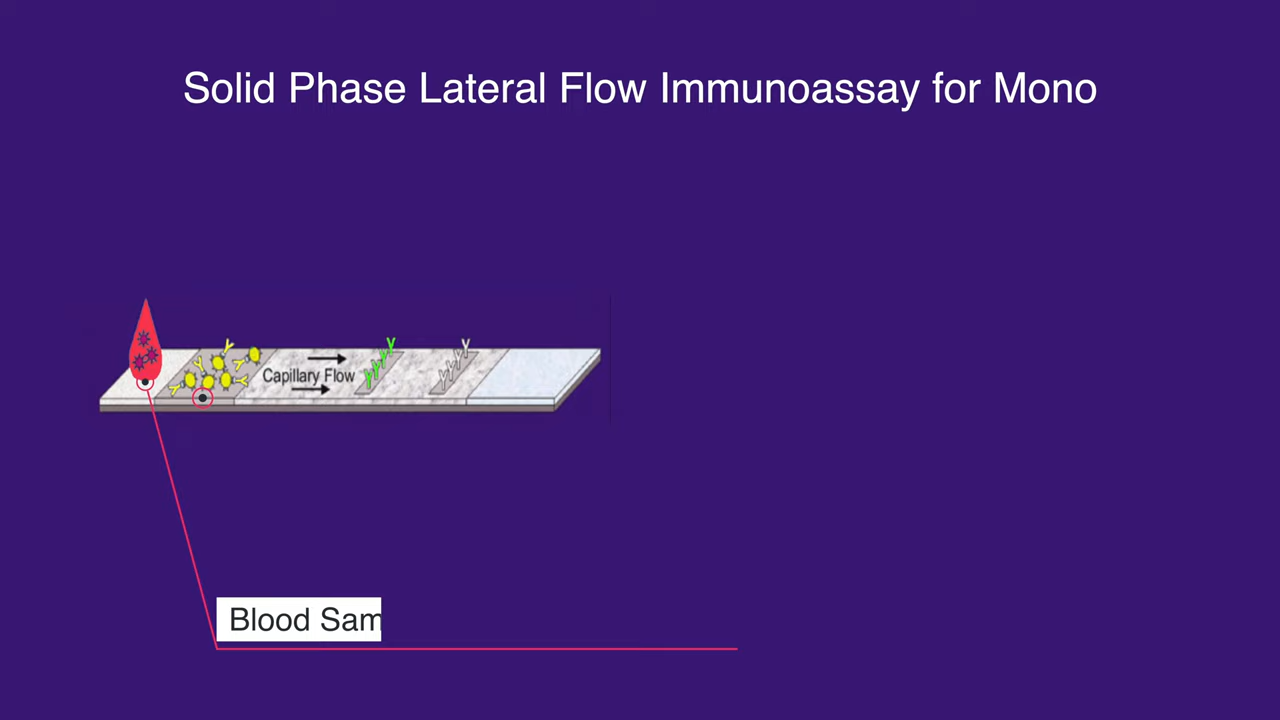 Solid Phase Lateral Flow Immunoassay for Mono
Capillary Flow
Blood Sam